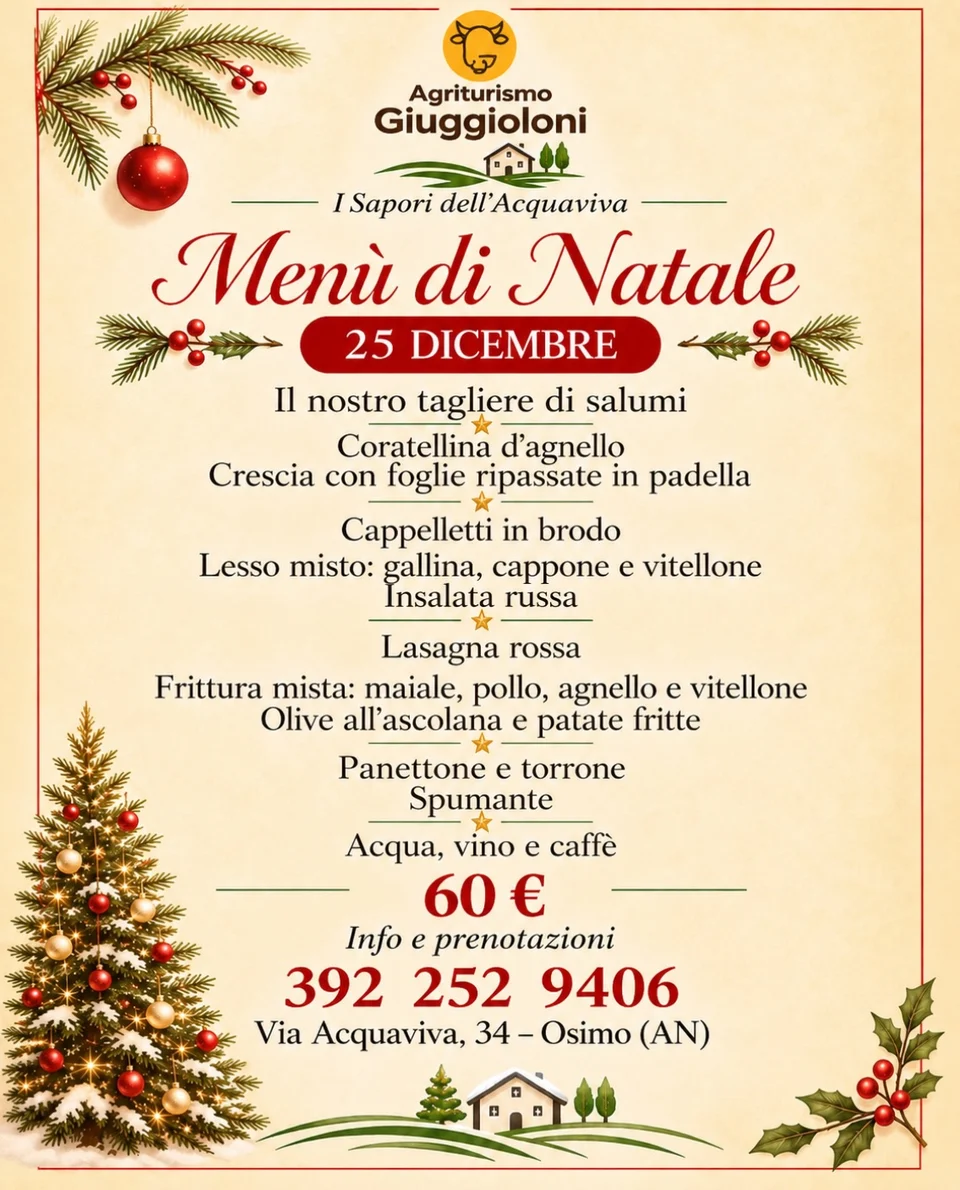 Agriturismo
Giuggioloni
I Sapori dell'Acquaviva
Menù di Natale
25 DICEMBRE
Il nostro tagliere di salumi
Coratellina d'agnello
Crescia con foglie ripassate in padella
Cappelletti in brodo
Lesso misto: gallina, cappone e vitellone
Insalata russa
Lasagna rossa
Frittura mista: maiale, pollo, agnello e vitellone
Olive all'ascolana e patate fritte
Panettone e torrone
Spumante
Acqua, vino e caffè
60 €
Info e prenotazioni
392 252 9406
Via Acquaviva, 34 – Osimo (AN)